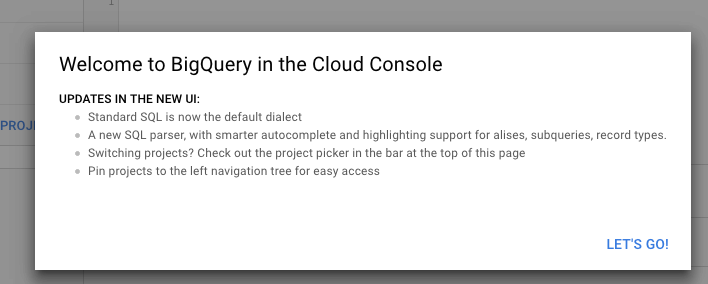 1
Welcome to BigQuery in the Cloud Console
UPDATES IN THE NEW UI:
Standard SQL is now the default dialect
A new SQL parser, with smarter autocomplete and highlighting support for alises, subqueries, record types.
PROJ
Switching projects? Check out the project picker in the bar at the top of this page
Pin projects to the left navigation tree for easy access
LET'S GO!